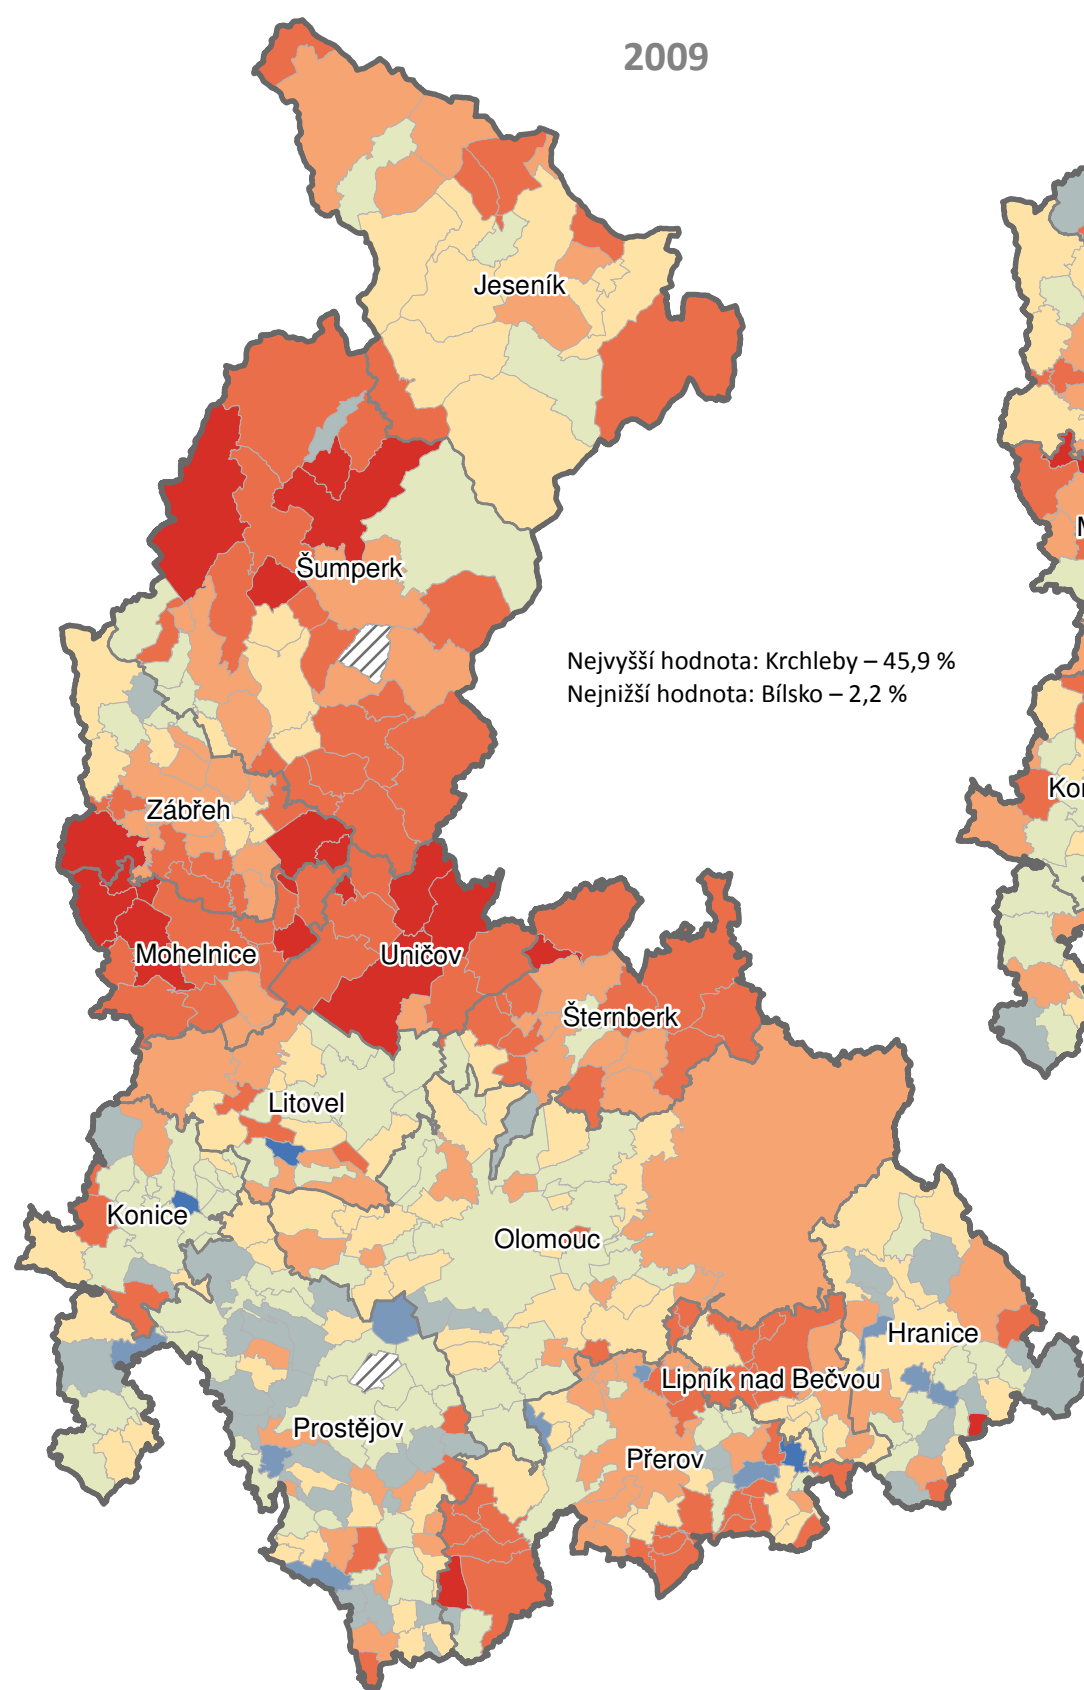 2009
Jeseník
Šumperk
Nejvyšší hodnota: Krchleby – 45,9 %
Nejnižší hodnota: Bílsko – 2,2 %
Zábřeh
Mohelnice
Uničov
Šternberk
Litovel
Konice
Olomouc
Hranice
Lipník nad Bečvou
Prostějov
Přerov